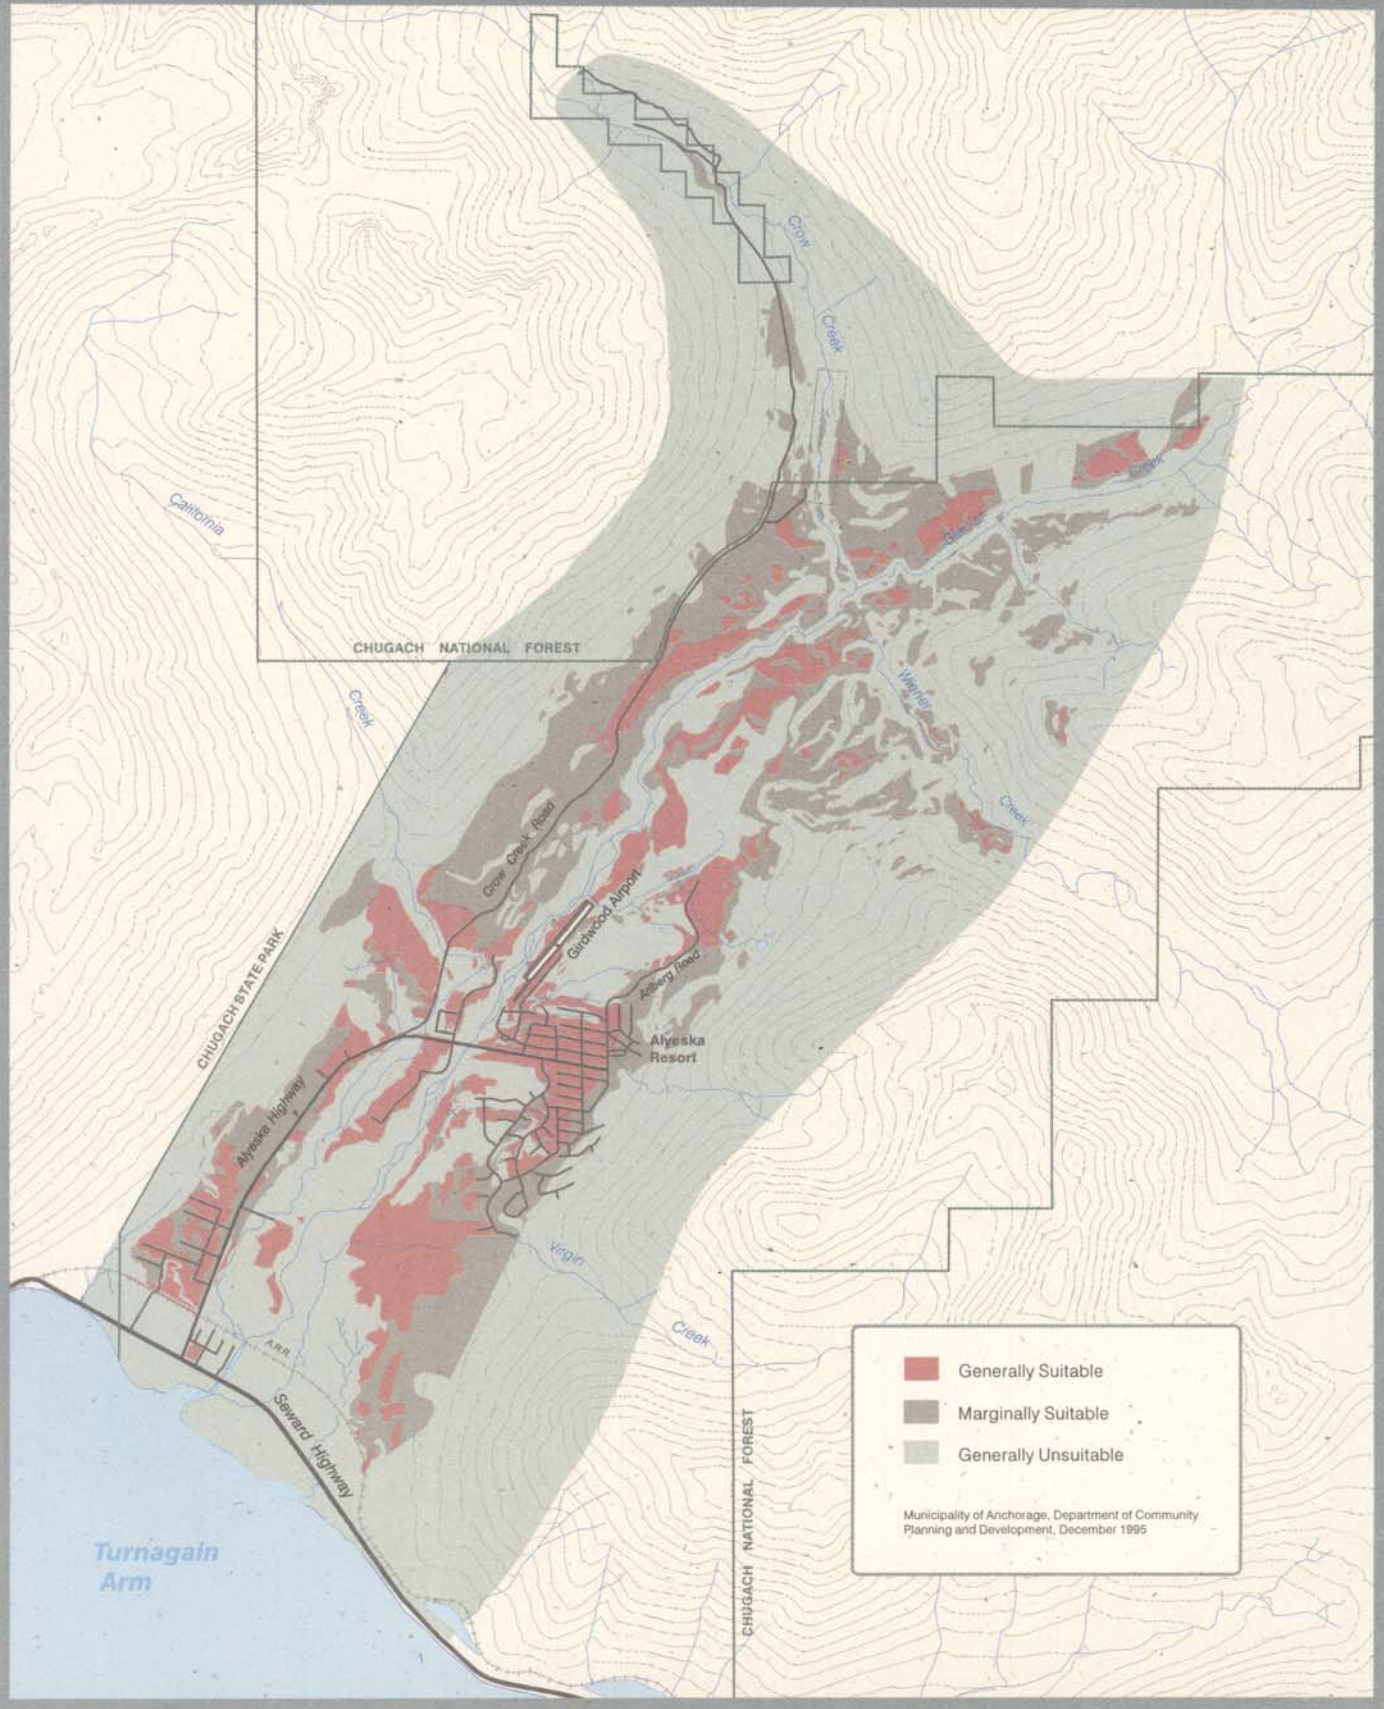 Crow
Creek
Creek
Glacier
California
CHUGACH NATIONAL FOREST
Creek
Winner
Creek
Crow Creek Road
Girdwood Airport
Arlberg Road
CHUGACH STATE PARK
Alyeska
Resort
Alyeska Highway
Virgin
Creek
A.R.R.
Seward Highway
Turnagain
Arm
CHUGACH NATIONAL FOREST
Generally Suitable
Marginally Suitable
Generally Unsuitable
Municipality of Anchorage, Department of Community
Planning and Development, December 1995